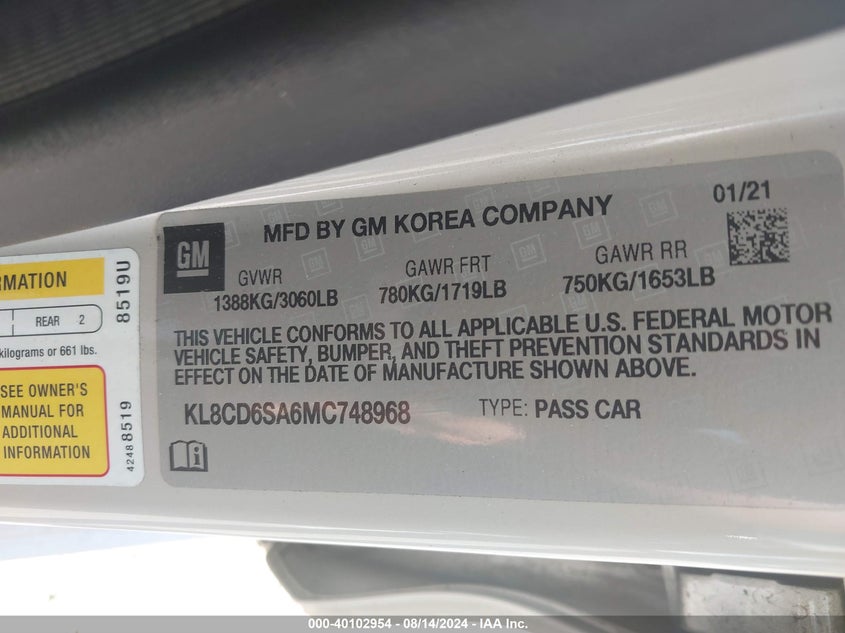 MFD BY GM KOREA COMPANY
01/21
GM
GVWR
1388KG/3060LB
GAWR FRT
780KG/1719LB
GAWR RR
750KG/1653LB
THIS VEHICLE CONFORMS TO ALL APPLICABLE U.S. FEDERAL MOTOR
VEHICLE SAFETY, BUMPER, AND THEFT PREVENTION STANDARDS IN
EFFECT ON THE DATE OF MANUFACTURE SHOWN ABOVE.
KL8CD6SA6MC748968
TYPE: PASS CAR
REAR 2
kilograms or 661 lbs.
SEE OWNER'S
MANUAL FOR
ADDITIONAL
INFORMATION
8519U
42488519
000-40102954 - 08/14/2024 - IAA Inc.